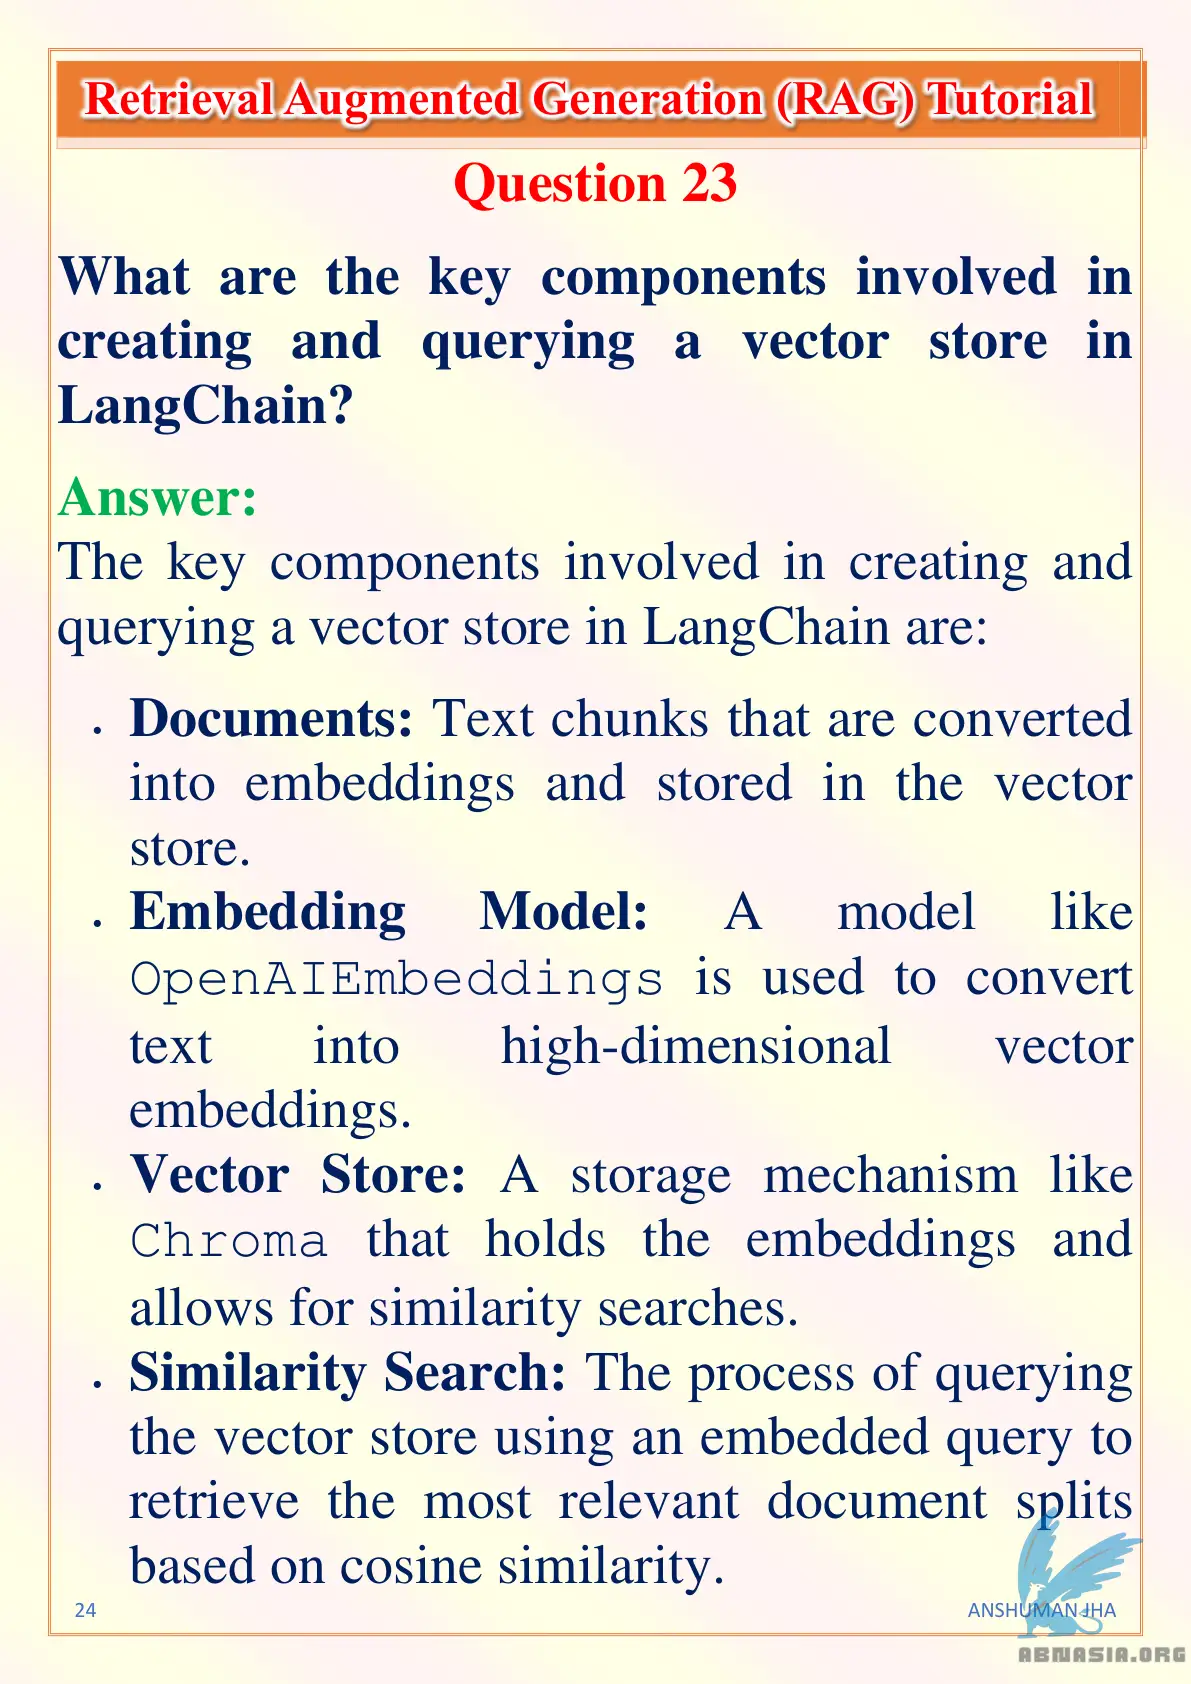 Retrieval Augmented Generation (RAG) Tutorial
Question 23
What are the key components involved in
creating and querying a vector store in
LangChain?
Answer:
The key components involved in creating and
querying a vector store in LangChain are:
• Documents: Text chunks that are converted
into embeddings and stored in the vector
store.
• Embedding Model: A model like
OpenAIEmbeddings is used to convert
text into high-dimensional vector
embeddings.
• Vector Store: A storage mechanism like
Chroma that holds the embeddings and
allows for similarity searches.
• Similarity Search: The process of querying
the vector store using an embedded query to
retrieve the most relevant document splits
based on cosine similarity.
24 ANSHUMAN JHA
ABNASIA.ORG